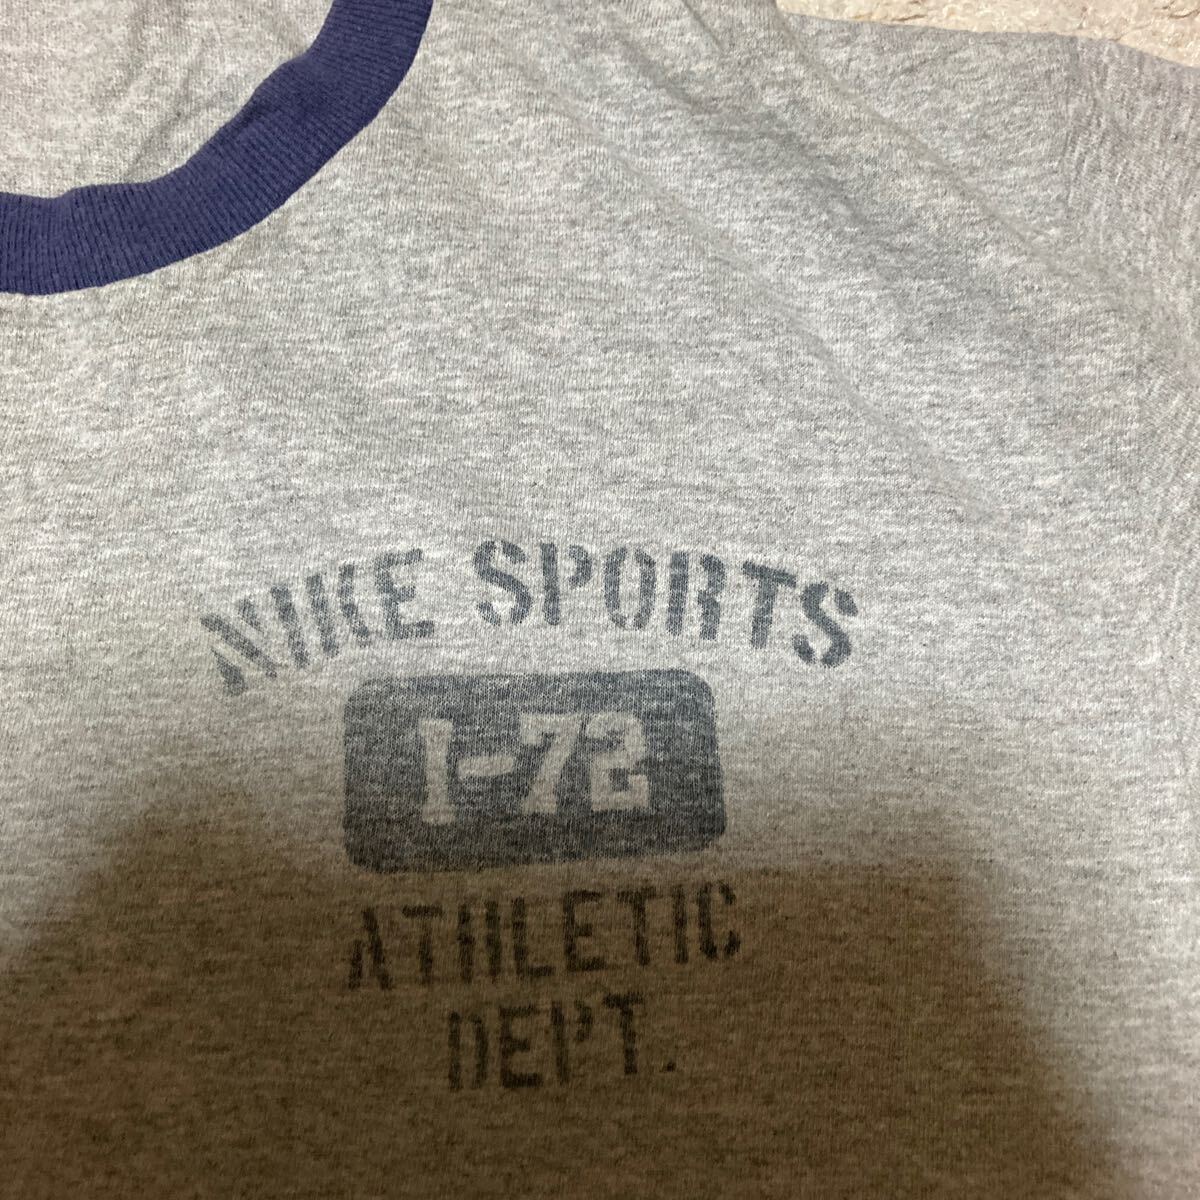 NIKE SPORTS
1-72
ATHLETIC
DEPT.